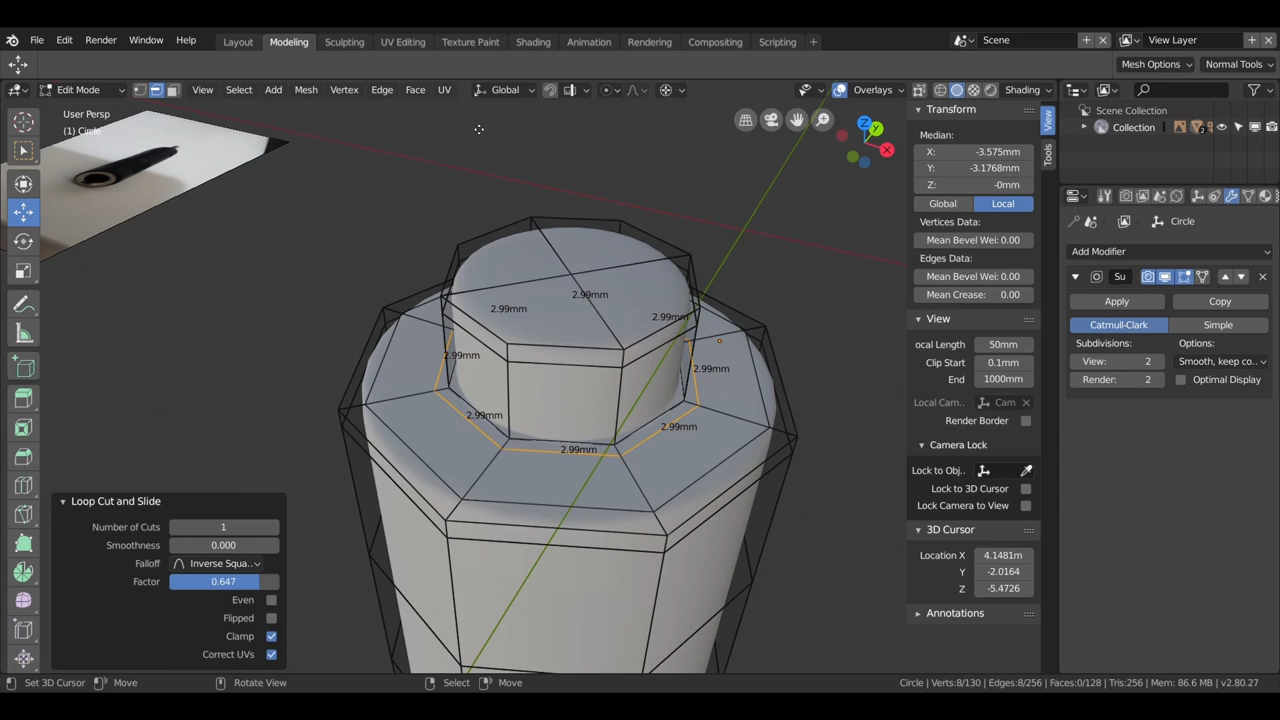 File Edit Render Window Help Layout Modeling Sculpting UV Editing Texture Paint Shading Animation Rendering Compositing Scripting + Scene View Layer
Mesh Options Normal Tools
Edit Mode View Select Add Mesh Vertex Edge Face UV Global Overlays Shading
User Persp
(1) Circle
Z
Y
X
View
Tools
Transform
Median:
X: -3.575mm
Y: -3.1768mm
Z: -0mm
Global Local
Vertices Data:
Mean Bevel Wei: 0.00
Edges Data:
Mean Bevel Wei: 0.00
Mean Crease: 0.00
View
ocal Length 50mm
Clip Start 0.1mm
End 1000mm
Local Cam.. Cam
Render Border
Camera Lock
Lock to Obj..
Lock to 3D Cursor
Lock Camera to View
3D Cursor
Location X 4.1481m
Y -2.0164
Z -5.4726
Annotations
Scene Collection
Collection 2
Circle
Add Modifier
Su
Apply Copy
Catmull-Clark Simple
Subdivisions: Options:
View: 2 Smooth, keep co..
Render: 2 Optimal Display
2.99mm
2.99mm
2.99mm
2.99mm
2.99mm
2.99mm
2.99mm
2.99mm
Loop Cut and Slide
Number of Cuts 1
Smoothness 0.000
Falloff Inverse Squa..
Factor 0.647
Even
Flipped
Clamp
Correct UVs
Set 3D Cursor Move Rotate View Select Move Circle | Verts:8/130 | Edges:8/256 | Faces:0/128 | Tris:256 | Mem: 86.6 MB | v2.80.27